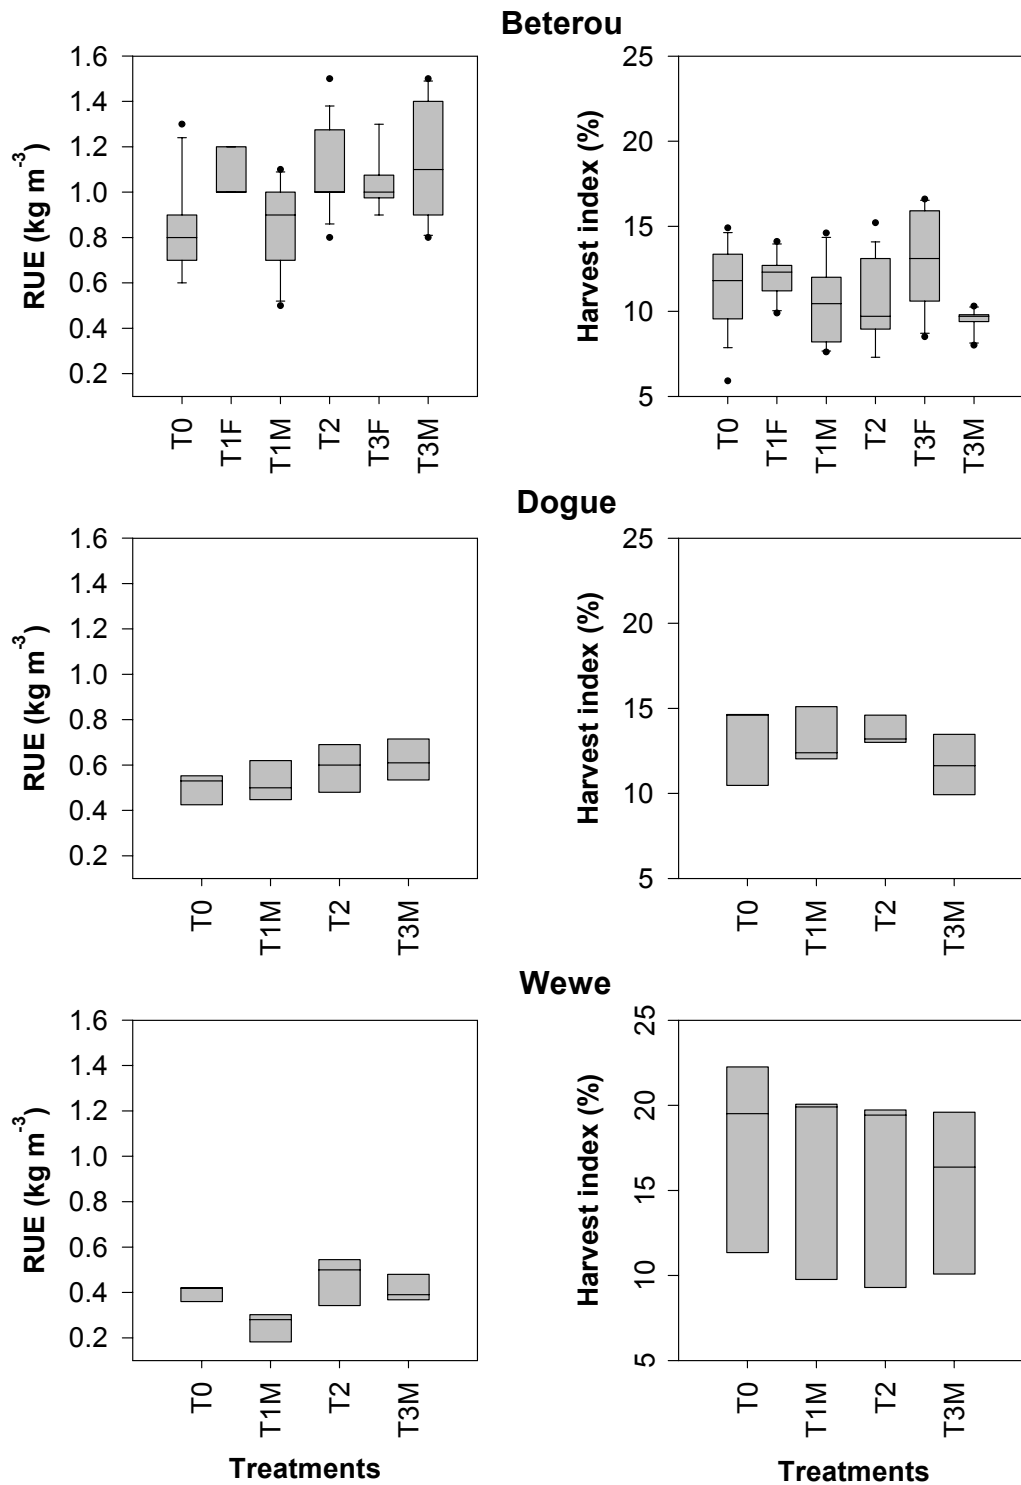 Beterou
RUE (kg m-3)
1.6
1.4
1.2
1.0
0.8
0.6
0.4
0.2
T0
T1F
T1M
T2
T3F
T3M
Harvest index (%)
25
20
15
10
5
T0
T1F
T1M
T2
T3F
T3M
Dogue
RUE (kg m-3)
1.6
1.4
1.2
1.0
0.8
0.6
0.4
0.2
T0
T1M
T2
T3M
Harvest index (%)
25
20
15
10
5
T0
T1M
T2
T3M
Wewe
RUE (kg m-3)
1.6
1.4
1.2
1.0
0.8
0.6
0.4
0.2
T0
T1M
T2
T3M
Treatments
Harvest index (%)
25
20
15
10
5
T0
T1M
T2
T3M
Treatments